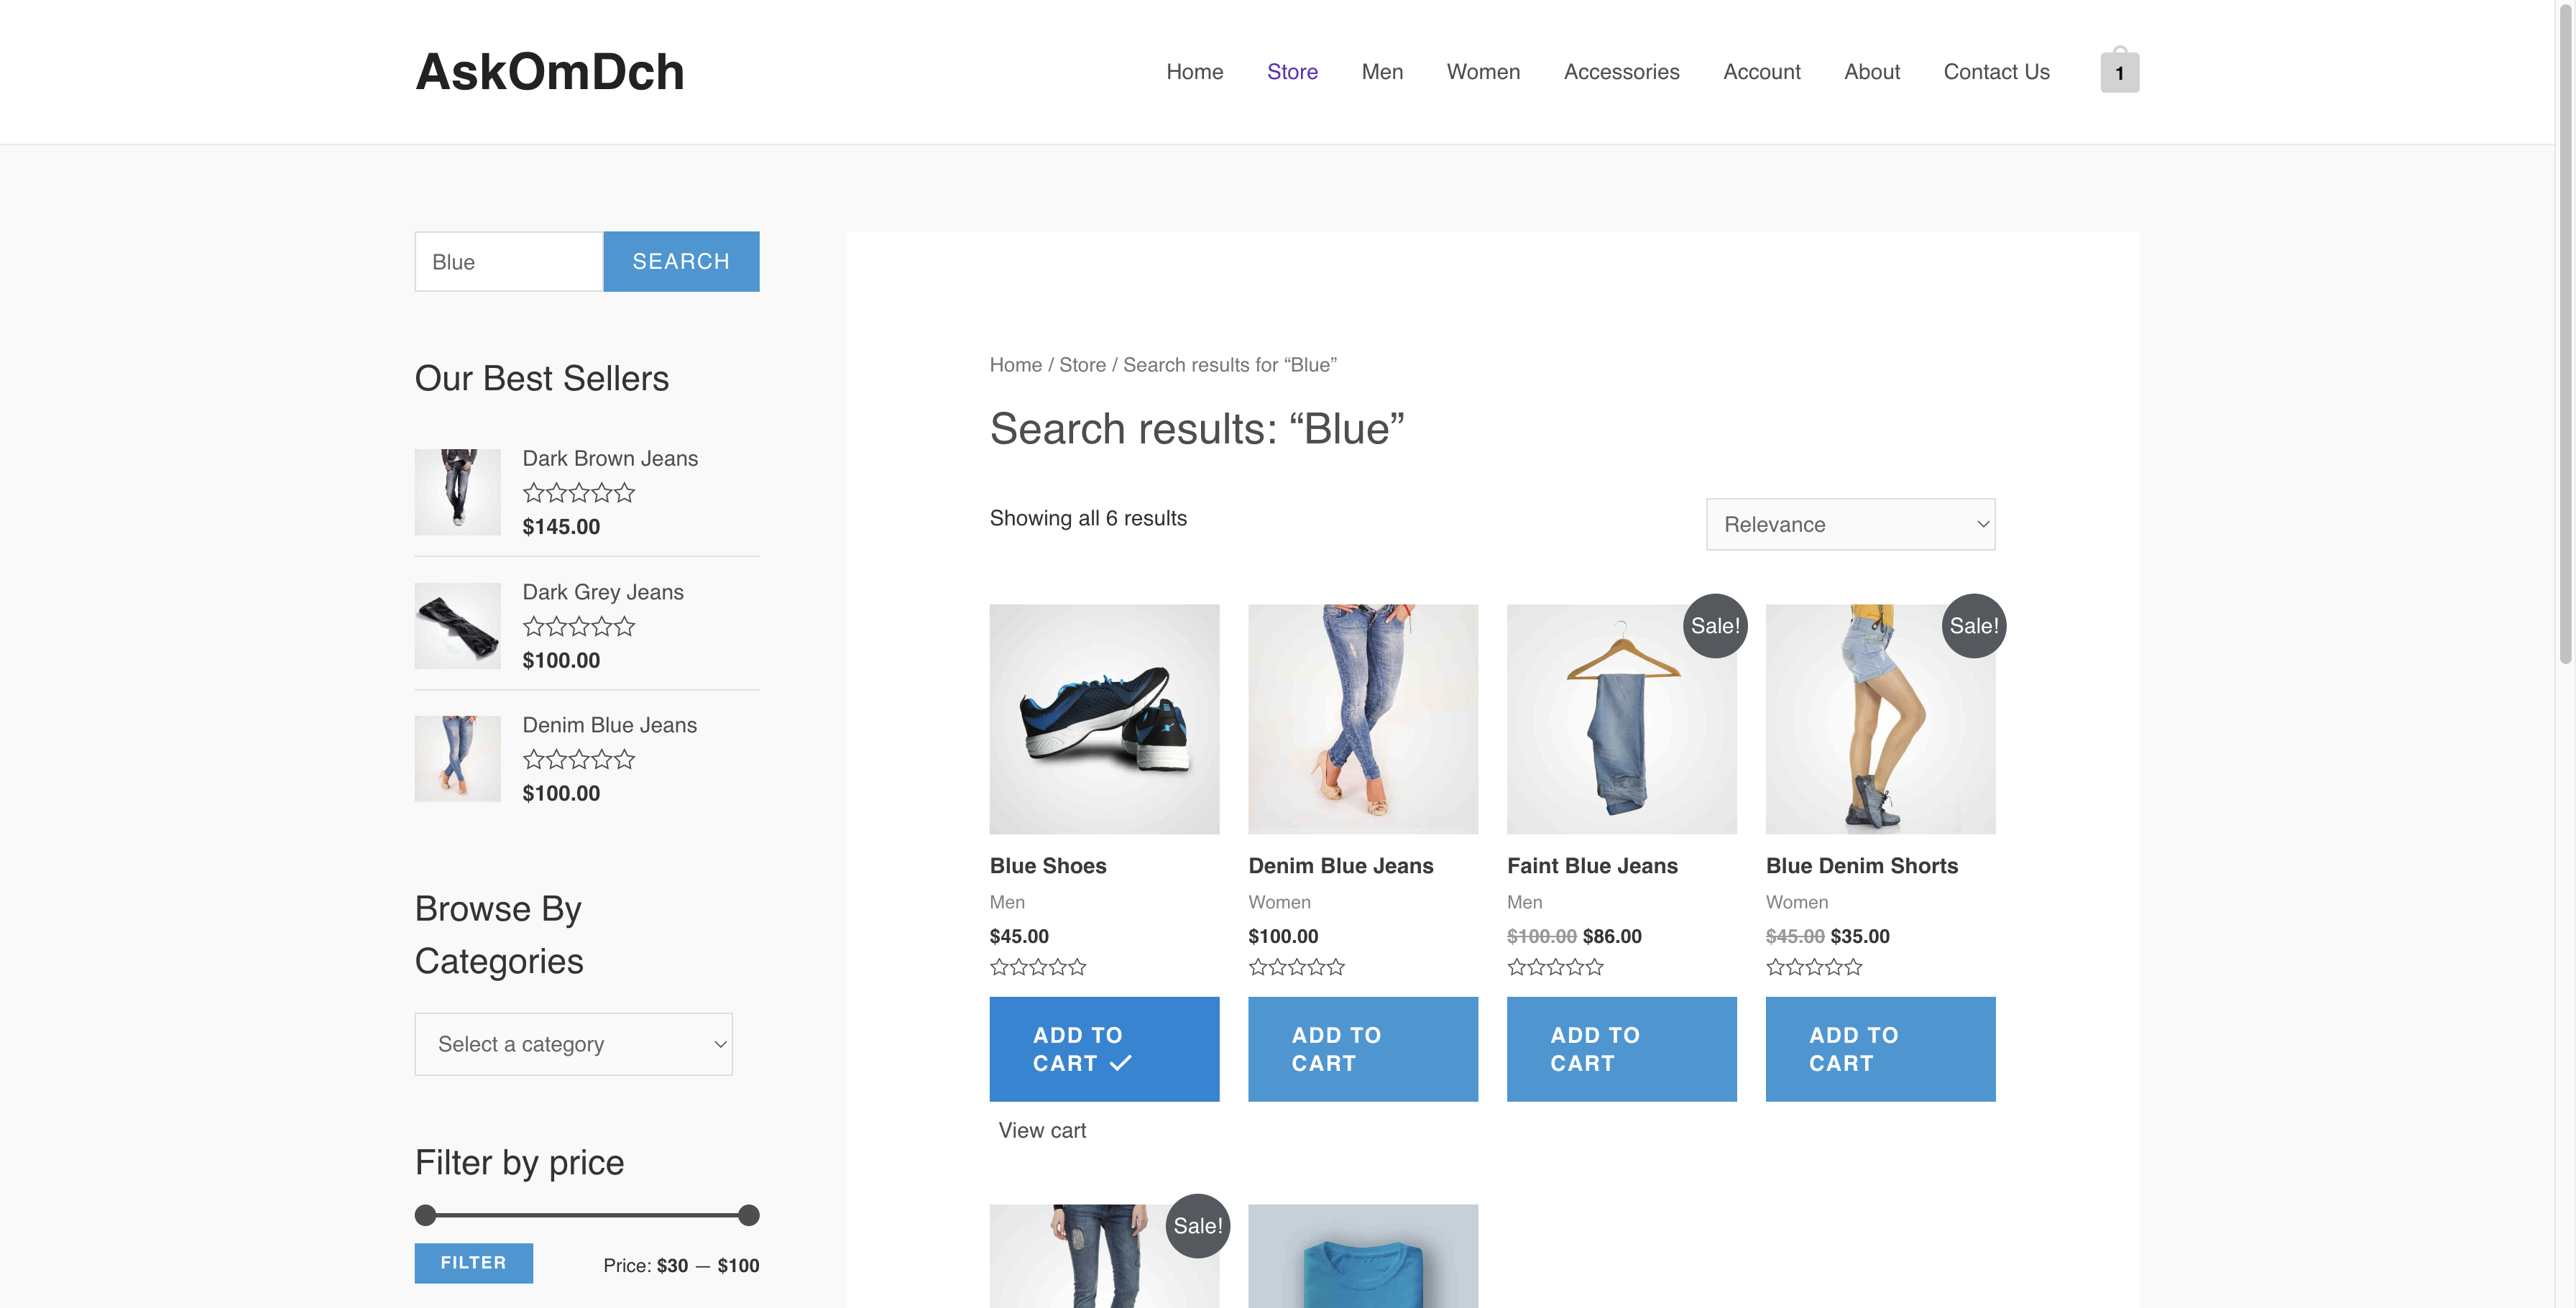 AskOmDch
Home Store Men Women Accessories Account About Contact Us 1
Blue SEARCH
Our Best Sellers
Dark Brown Jeans
$145.00
Dark Grey Jeans
$100.00
Denim Blue Jeans
$100.00
Browse By
Categories
Select a category
Filter by price
FILTER Price: $30 — $100
Home / Store / Search results for “Blue”
Search results: “Blue”
Showing all 6 results
Relevance
Blue Shoes
Men
$45.00
ADD TO
CART
View cart
Denim Blue Jeans
Women
$100.00
ADD TO
CART
Sale!
Faint Blue Jeans
Men
$100.00 $86.00
ADD TO
CART
Sale!
Blue Denim Shorts
Women
$45.00 $35.00
ADD TO
CART
Sale!